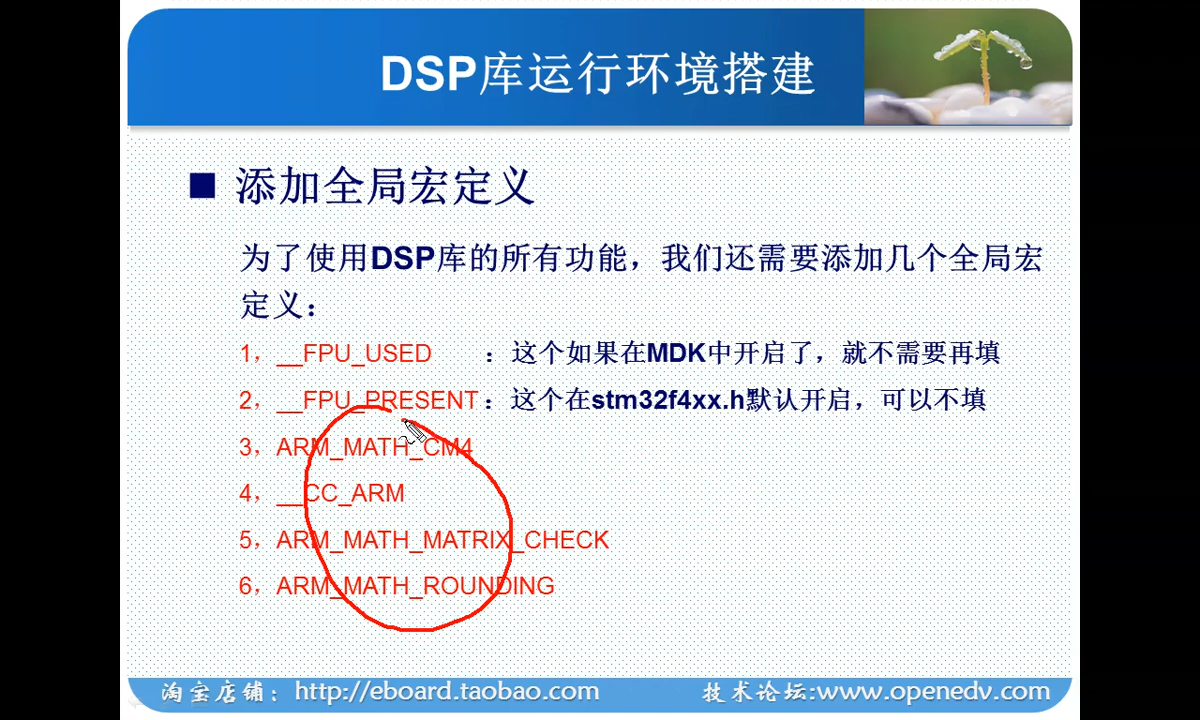 DSP库运行环境搭建
■ 添加全局宏定义
为了使用DSP库的所有功能，我们还需要添加几个全局宏
定义：
1，__FPU_USED ：这个如果在MDK中开启了，就不需要再填
2，__FPU_PRESENT：这个在stm32f4xx.h默认开启，可以不填
3，ARM_MATH_CM4
4，__CC_ARM
5，ARM_MATH_MATRIX_CHECK
6，ARM_MATH_ROUNDING
淘宝店铺：http://eboard.taobao.com 技术论坛:www.openedv.com